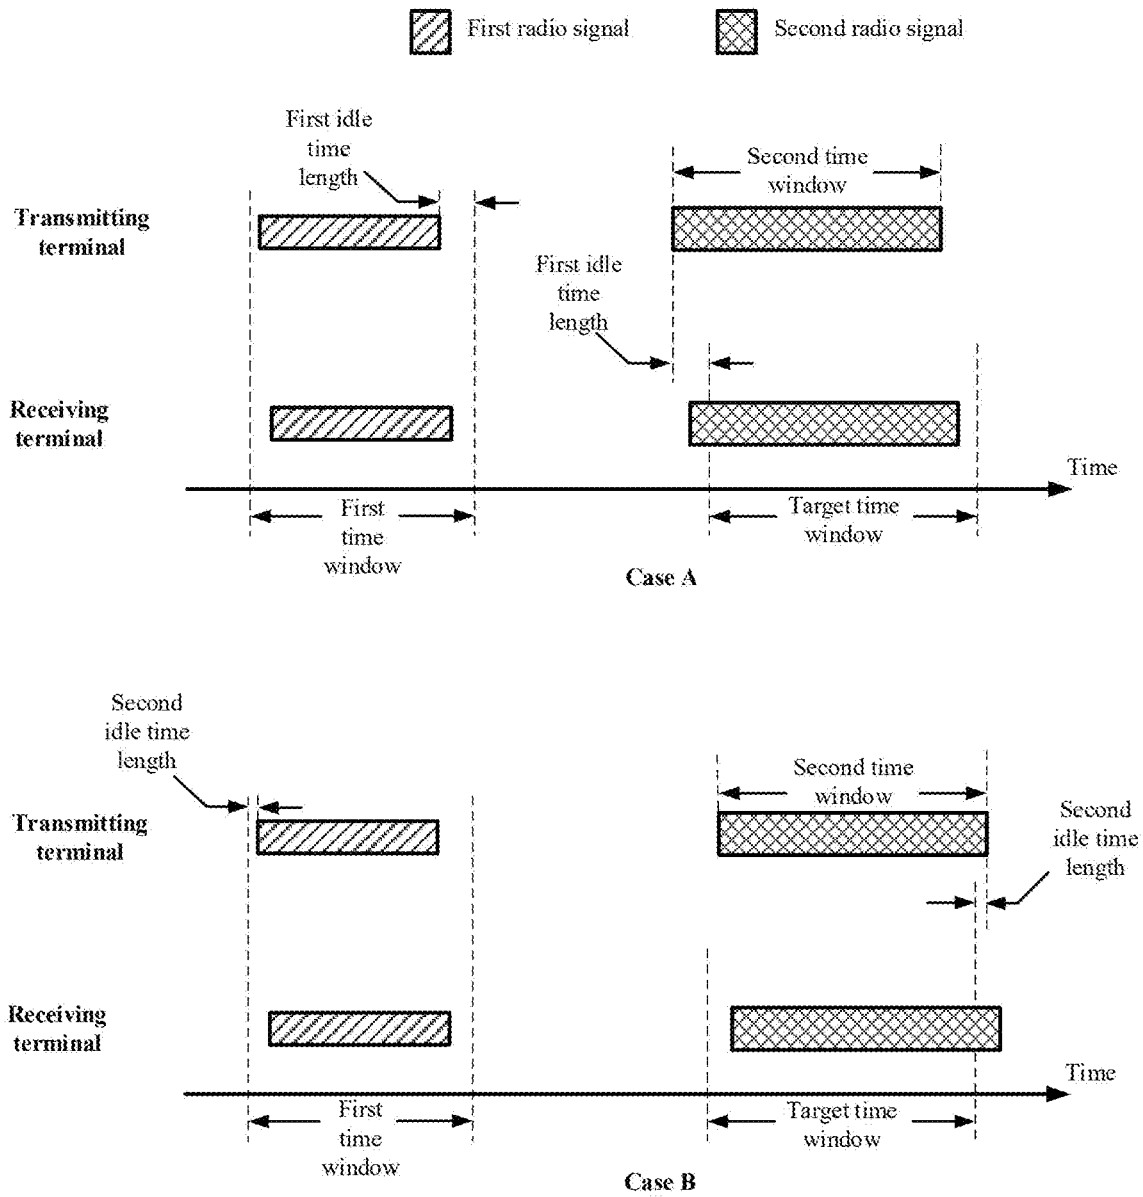 First radio signal
Second radio signal
First idle
time
length
Second time
window
Transmitting
terminal
First idle
time
length
Receiving
terminal
Time
First
time
window
Target time
window
Case A
Second
idle time
length
Second time
window
Second
idle time
length
Transmitting
terminal
Receiving
terminal
Time
First
time
window
Target time
window
Case B